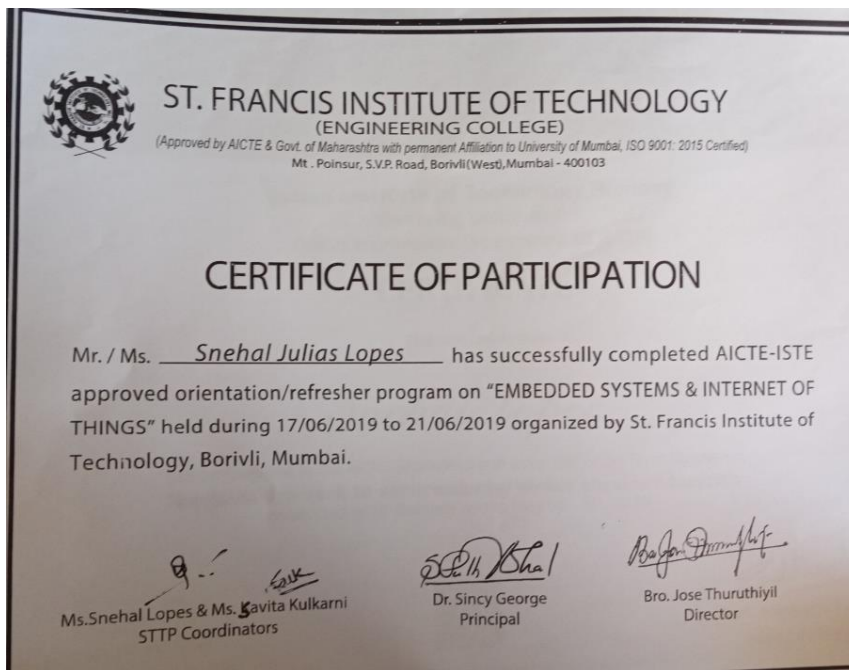 ST. FRANCIS INSTITUTE OF TECHNOLOGY
(ENGINEERING COLLEGE)
(Approved by AICTE & Govt. of Maharashtra with permanent Affiliation to University of Mumbai, ISO 9001: 2015 Certified)
Mt . Poinsur, S.V.P. Road, Borivli(West),Mumbai - 400103
CERTIFICATE OF PARTICIPATION
Mr. / Ms. Snehal Julias Lopes has successfully completed AICTE-ISTE
approved orientation/refresher program on "EMBEDDED SYSTEMS & INTERNET OF
THINGS" held during 17/06/2019 to 21/06/2019 organized by St. Francis Institute of
Technology, Borivli, Mumbai.
Ms.Snehal Lopes & Ms. Savita Kulkarni
STTP Coordinators
Dr. Sincy George
Principal
Bro. Jose Thuruthiyil
Director